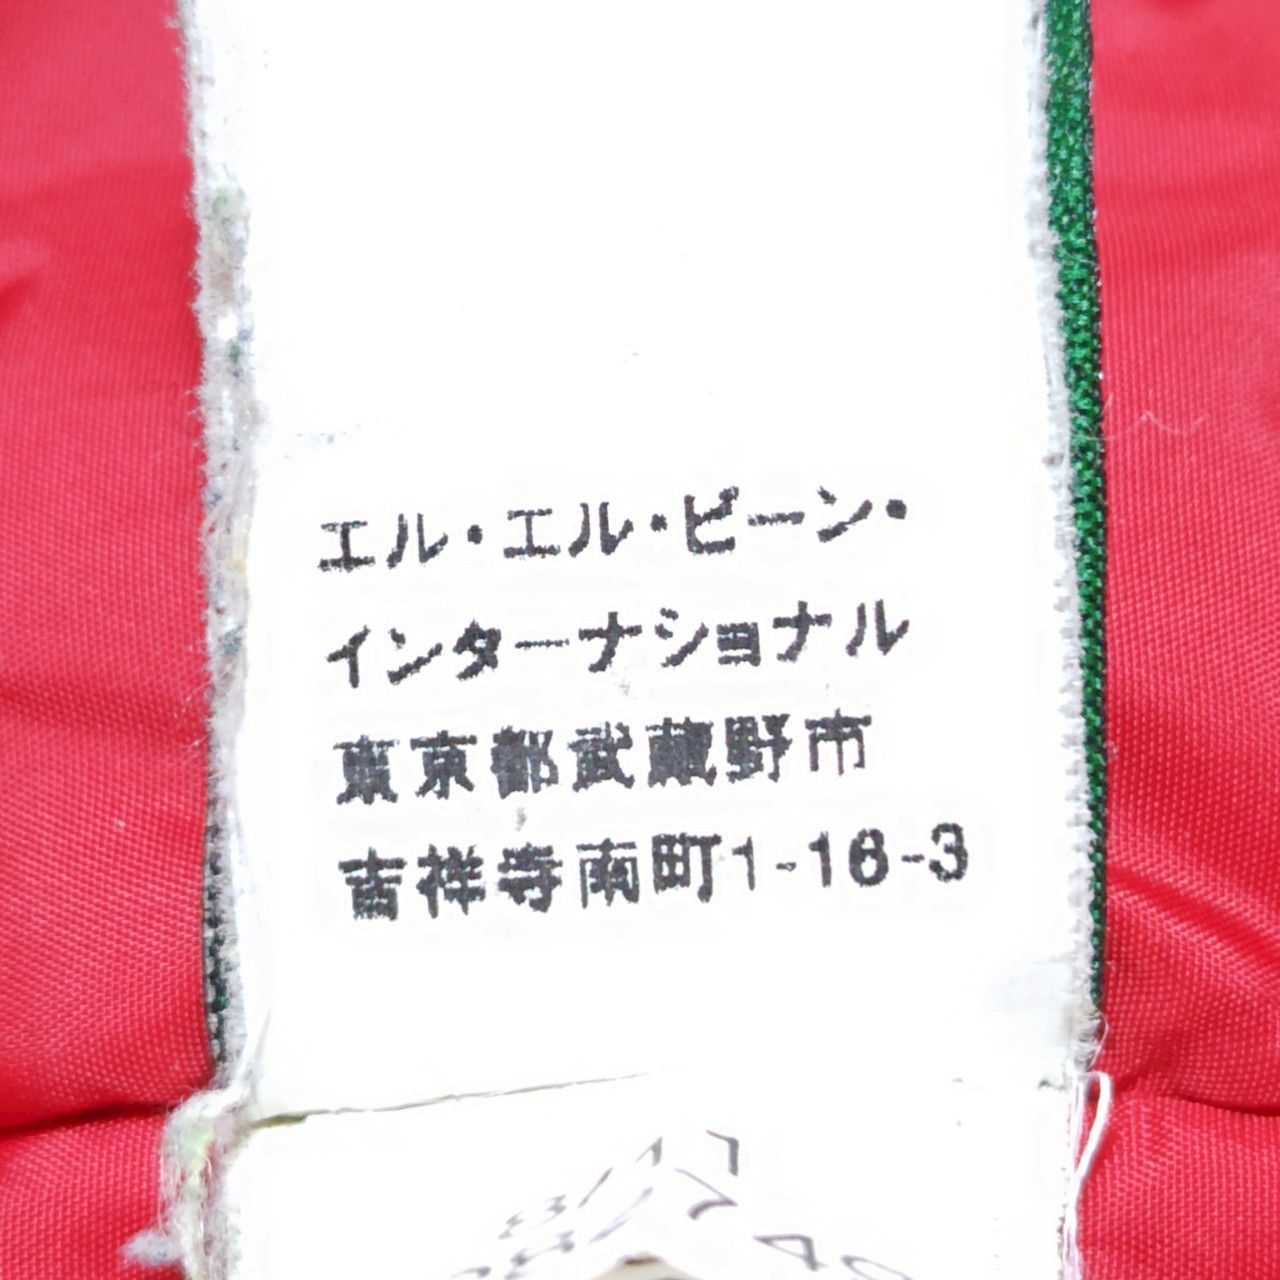 エル・エル・ビーン・
インターナショナル
東京都武蔵野市
吉祥寺南町1-16-3